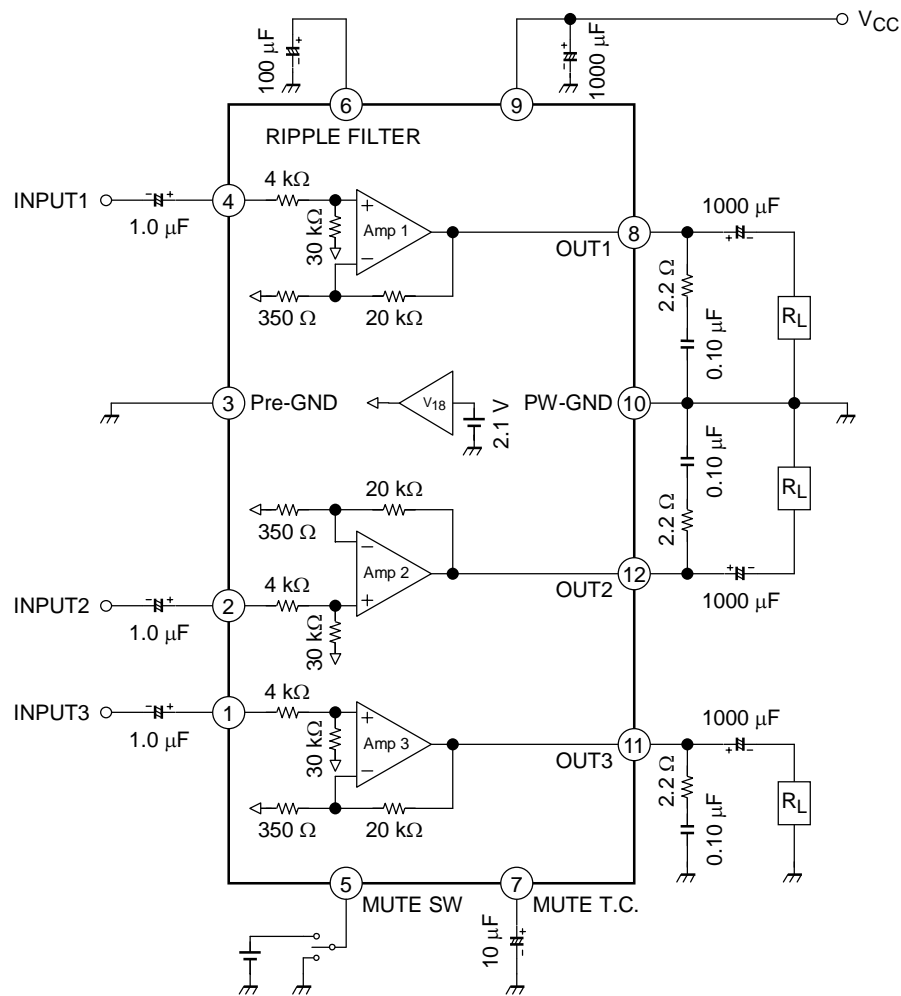 V_CC
100 µF
1000 µF
6
9
RIPPLE FILTER
INPUT1
1.0 µF
4
4 kΩ
30 kΩ
Amp 1
350 Ω
20 kΩ
OUT1
8
1000 µF
2.2 Ω
0.10 µF
R_L
3
Pre-GND
V18
2.1 V
PW-GND
10
0.10 µF
2.2 Ω
R_L
20 kΩ
350 Ω
Amp 2
4 kΩ
30 kΩ
INPUT2
1.0 µF
2
OUT2
12
1000 µF
INPUT3
1.0 µF
1
4 kΩ
30 kΩ
Amp 3
350 Ω
20 kΩ
OUT3
11
1000 µF
2.2 Ω
0.10 µF
R_L
5
MUTE SW
7
MUTE T.C.
10 µF